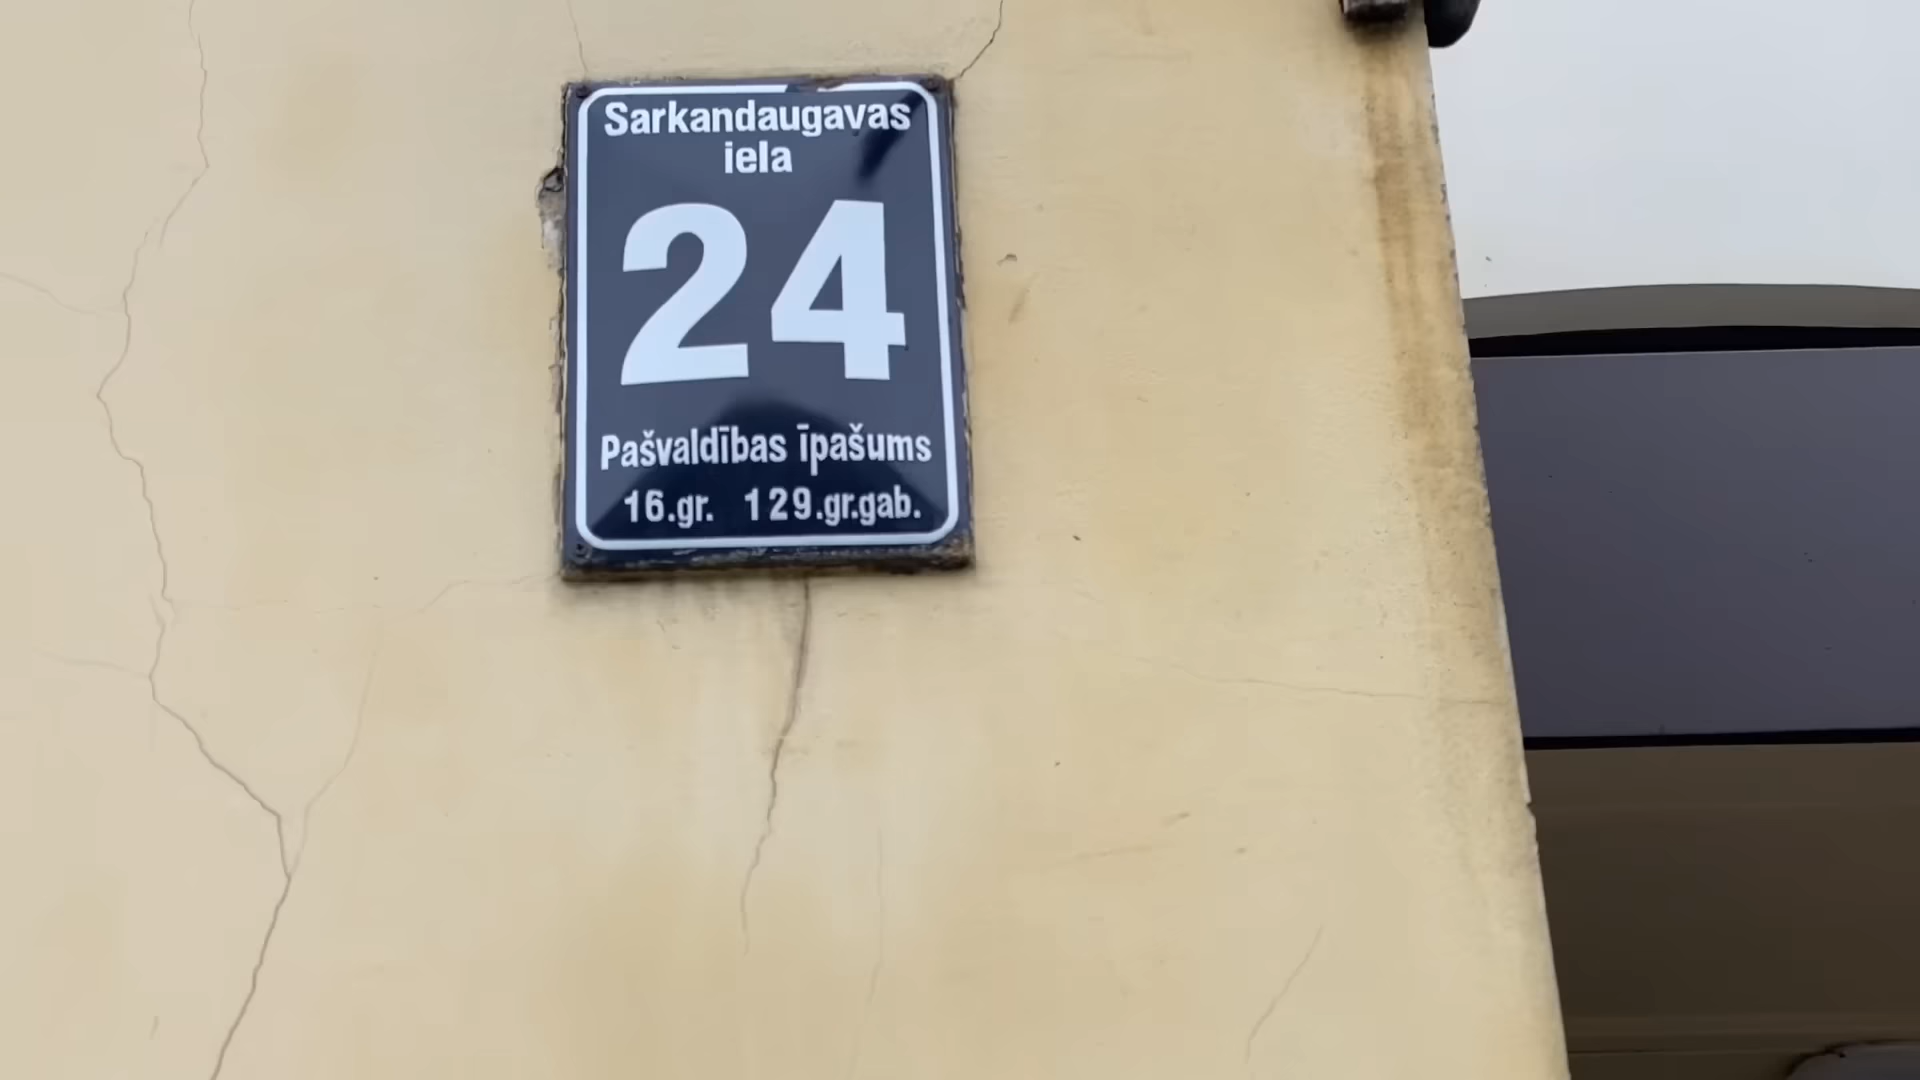 Sarkandaugavas
iela
24
Pašvaldības īpašums
16.gr. 129.gr.gab.